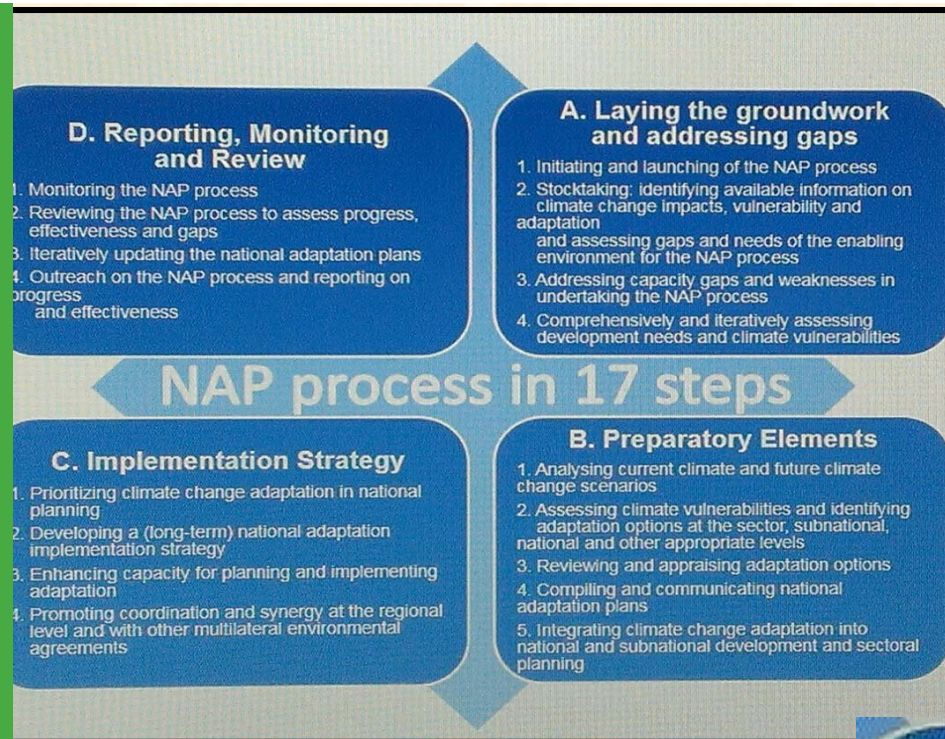 D. Reporting, Monitoring
and Review
1. Monitoring the NAP process
2. Reviewing the NAP process to assess progress,
effectiveness and gaps
3. Iteratively updating the national adaptation plans
4. Outreach on the NAP process and reporting on
progress
and effectiveness
A. Laying the groundwork
and addressing gaps
1. Initiating and launching of the NAP process
2. Stocktaking: identifying available information on
climate change impacts, vulnerability and
adaptation
and assessing gaps and needs of the enabling
environment for the NAP process
3. Addressing capacity gaps and weaknesses in
undertaking the NAP process
4. Comprehensively and iteratively assessing
development needs and climate vulnerabilities
NAP process in 17 steps
C. Implementation Strategy
1. Prioritizing climate change adaptation in national
planning
2. Developing a (long-term) national adaptation
implementation strategy
3. Enhancing capacity for planning and implementing
adaptation
4. Promoting coordination and synergy at the regional
level and with other multilateral environmental
agreements
B. Preparatory Elements
1. Analysing current climate and future climate
change scenarios
2. Assessing climate vulnerabilities and identifying
adaptation options at the sector, subnational,
national and other appropriate levels
3. Reviewing and appraising adaptation options
4. Compiling and communicating national
adaptation plans
5. Integrating climate change adaptation into
national and subnational development and sectoral
planning